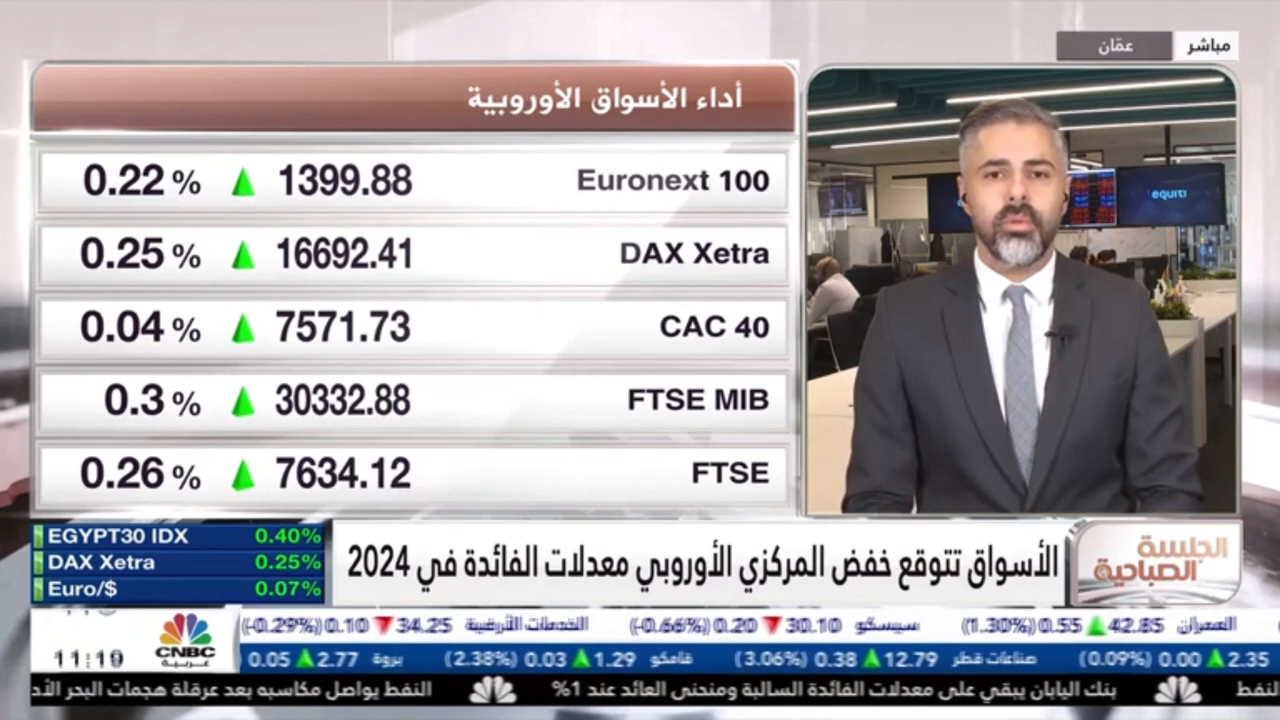 مباشر عمّان
أداء الأسواق الأوروبية
Euronext 100 1399.88 0.22 %
DAX Xetra 16692.41 0.25 %
CAC 40 7571.73 0.04 %
FTSE MIB 30332.88 0.3 %
FTSE 7634.12 0.26 %
equiti
EGYPT30 IDX 0.40%
DAX Xetra 0.25%
Euro/$ 0.07%
الجلسة الصباحية
الأسواق تتوقع خفض المركزي الأوروبي معدلات الفائدة في 2024
CNBC
عربية
11:19
العمران 42.85 0.55 (1.30%) سيسكو 30.10 0.20 (-0.66%) الخدمات الأرضية 34.25 0.10 (-0.29%)
2.35 0.00 (0.09%) صناعات قطر 12.79 0.38 (3.06%) قامكو 1.29 0.03 (2.38%) بروة 2.77 0.05
النفط بنك اليابان يبقي على معدلات الفائدة السالبة ومنحنى العائد عند 1% النفط يواصل مكاسبه بعد عرقلة هجمات البحر